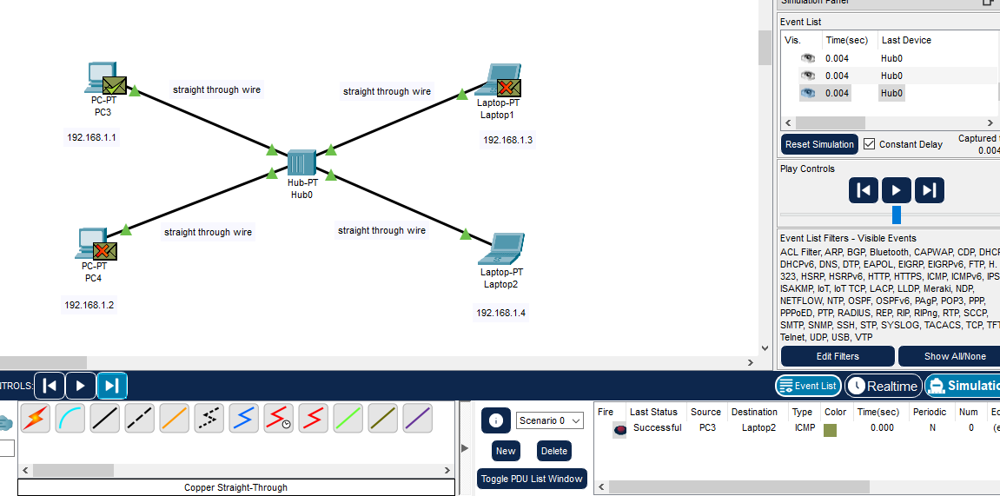 Simulation Panel
Event List
Vis. Time(sec) Last Device
0.004 Hub0
0.004 Hub0
0.004 Hub0
Reset Simulation Constant Delay Captured t
0.004
Play Controls
Event List Filters - Visible Events
ACL Filter, ARP, BGP, Bluetooth, CAPWAP, CDP, DHCP
DHCPv6, DNS, DTP, EAPOL, EIGRP, EIGRPv6, FTP, H.
323, HSRP, HSRPv6, HTTP, HTTPS, ICMP, ICMPv6, IPS
ISAKMP, IoT, IoT TCP, LACP, LLDP, Meraki, NDP,
NETFLOW, NTP, OSPF, OSPFv6, PAgP, POP3, PPP,
PPPoED, PTP, RADIUS, REP, RIP, RIPng, RTP, SCCP,
SMTP, SNMP, SSH, STP, SYSLOG, TACACS, TCP, TFT
Telnet, UDP, USB, VTP
Edit Filters Show All/None
straight through wire
straight through wire
PC-PT
PC3
192.168.1.1
Laptop-PT
Laptop1
192.168.1.3
Hub-PT
Hub0
straight through wire
straight through wire
PC-PT
PC4
192.168.1.2
Laptop-PT
Laptop2
192.168.1.4
NTROLS:
Event List Realtime Simulatio
Scenario 0
New Delete
Toggle PDU List Window
Fire Last Status Source Destination Type Color Time(sec) Periodic Num Ed
Successful PC3 Laptop2 ICMP 0.000 N 0 (e
Copper Straight-Through